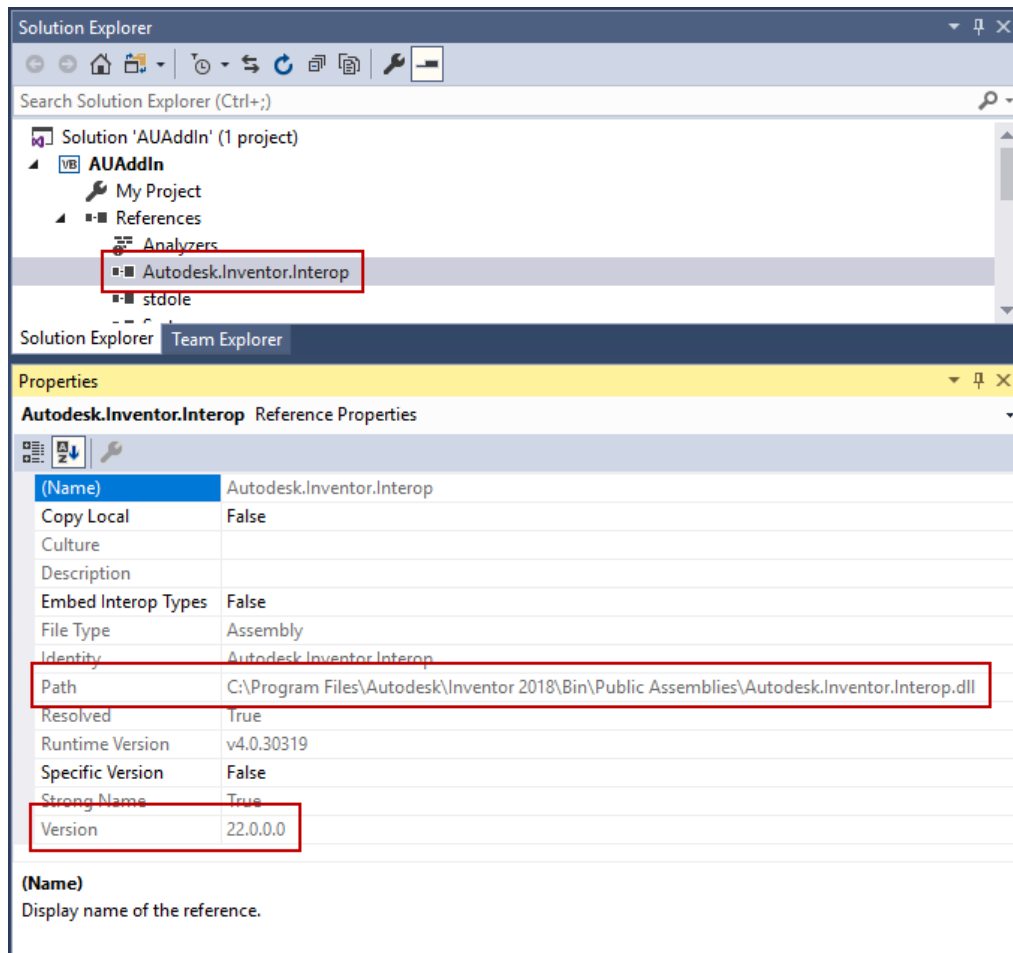 Solution Explorer
Search Solution Explorer (Ctrl+;)
Solution 'AUAddIn' (1 project)
VB AUAddIn
My Project
References
Analyzers
Autodesk.Inventor.Interop
stdole
Solution Explorer Team Explorer
Properties
Autodesk.Inventor.Interop Reference Properties
(Name) Autodesk.Inventor.Interop
Copy Local False
Culture
Description
Embed Interop Types False
File Type Assembly
Identity Autodesk.Inventor.Interop
Path C:\Program Files\Autodesk\Inventor 2018\Bin\Public Assemblies\Autodesk.Inventor.Interop.dll
Resolved True
Runtime Version v4.0.30319
Specific Version False
Strong Name True
Version 22.0.0.0
(Name)
Display name of the reference.